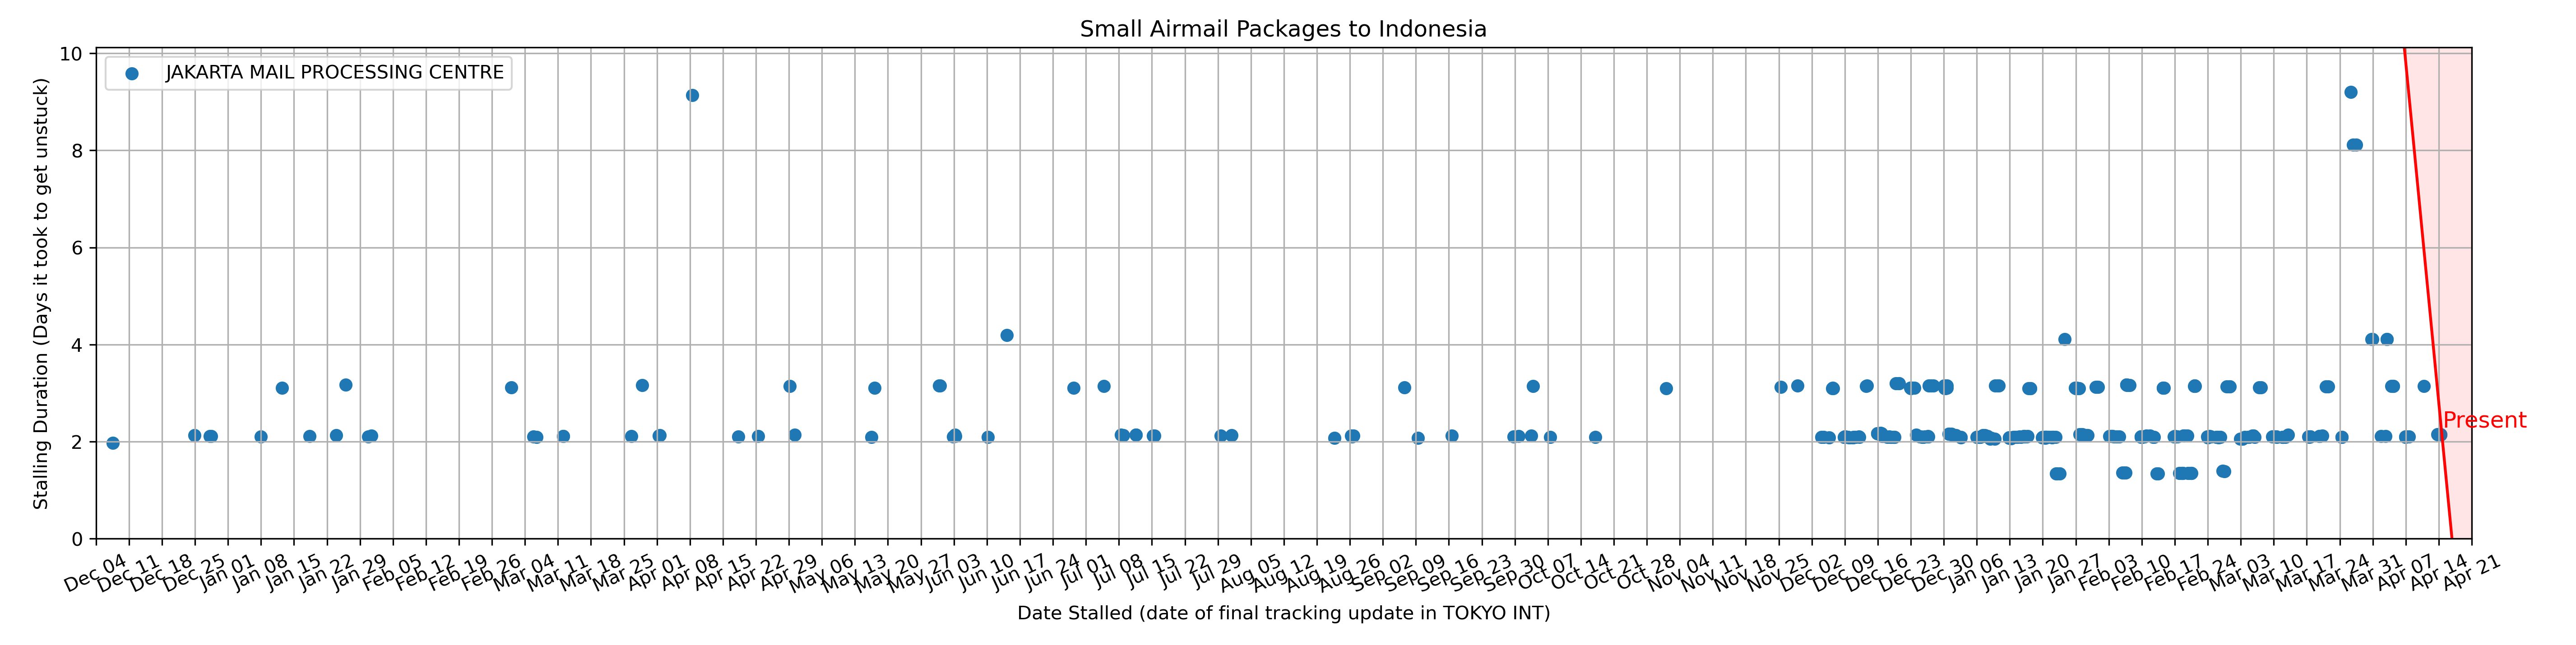 Small Airmail Packages to Indonesia
JAKARTA MAIL PROCESSING CENTRE
Stalling Duration (Days it took to get unstuck)
10
8
6
4
2
0
Present
Dec 04 Dec 11 Dec 18 Dec 25 Jan 01 Jan 08 Jan 15 Jan 22 Jan 29 Feb 05 Feb 12 Feb 19 Feb 26 Mar 04 Mar 11 Mar 18 Mar 25 Apr 01 Apr 08 Apr 15 Apr 22 Apr 29 May 06 May 13 May 20 May 27 Jun 03 Jun 10 Jun 17 Jun 24 Jul 01 Jul 08 Jul 15 Jul 22 Jul 29 Aug 05 Aug 12 Aug 19 Aug 26 Sep 02 Sep 09 Sep 16 Sep 23 Sep 30 Oct 07 Oct 14 Oct 21 Oct 28 Nov 04 Nov 11 Nov 18 Nov 25 Dec 02 Dec 09 Dec 16 Dec 23 Dec 30 Jan 06 Jan 13 Jan 20 Jan 27 Feb 03 Feb 10 Feb 17 Feb 24 Mar 03 Mar 10 Mar 17 Mar 24 Mar 31 Apr 07 Apr 14 Apr 21
Date Stalled (date of final tracking update in TOKYO INT)